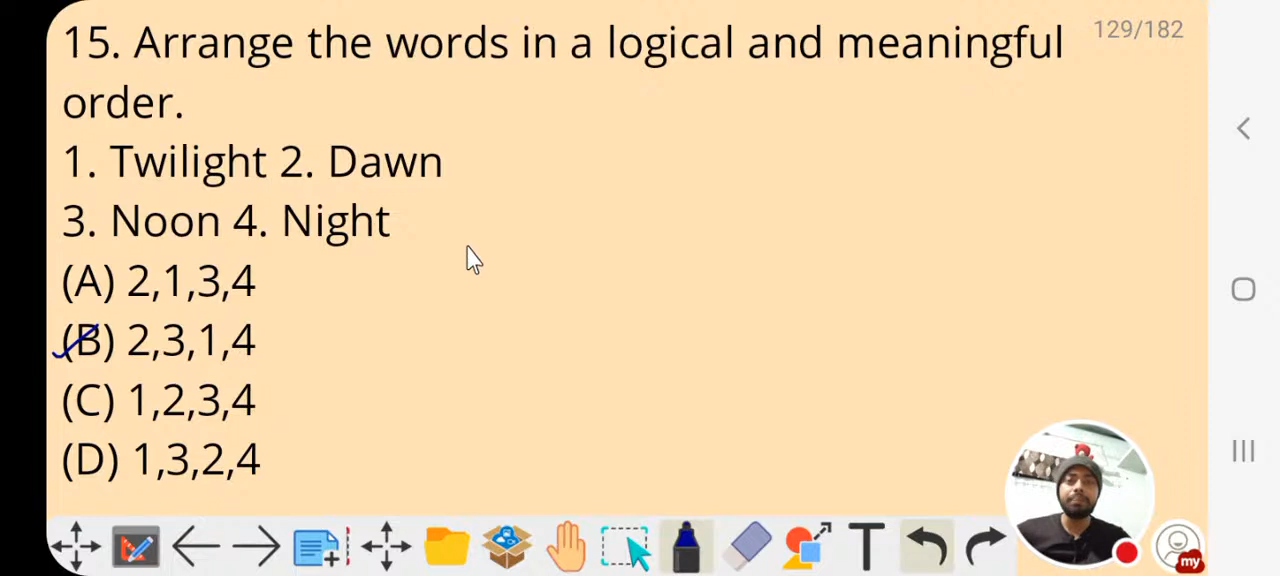 15. Arrange the words in a logical and meaningful
129/182
order.
1. Twilight 2. Dawn
3. Noon 4. Night
(A) 2,1,3,4
(B) 2,3,1,4
(C) 1,2,3,4
(D) 1,3,2,4
T
my